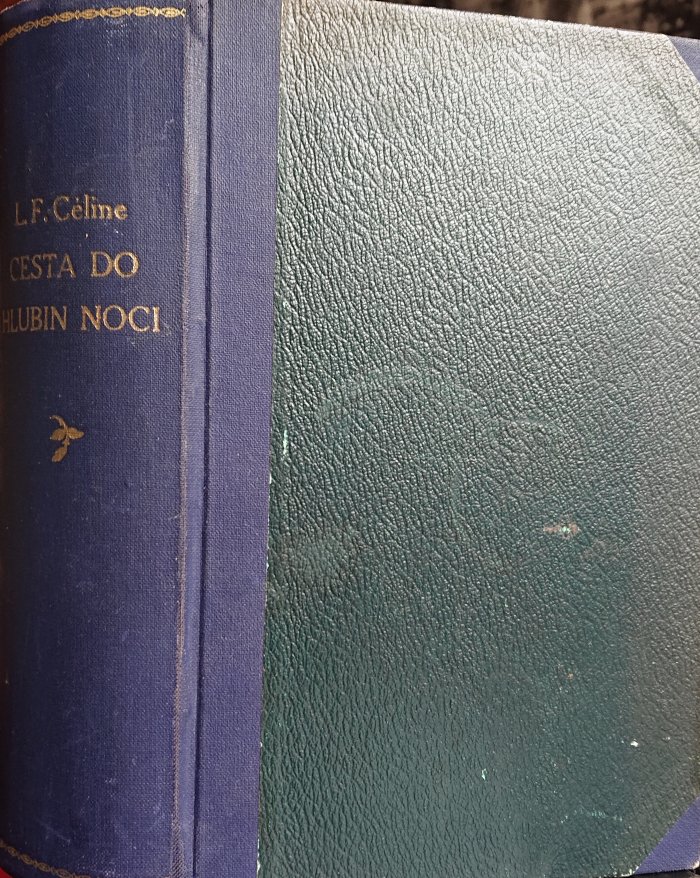 L.F. Céline
CESTA DO
HLUBIN NOCI